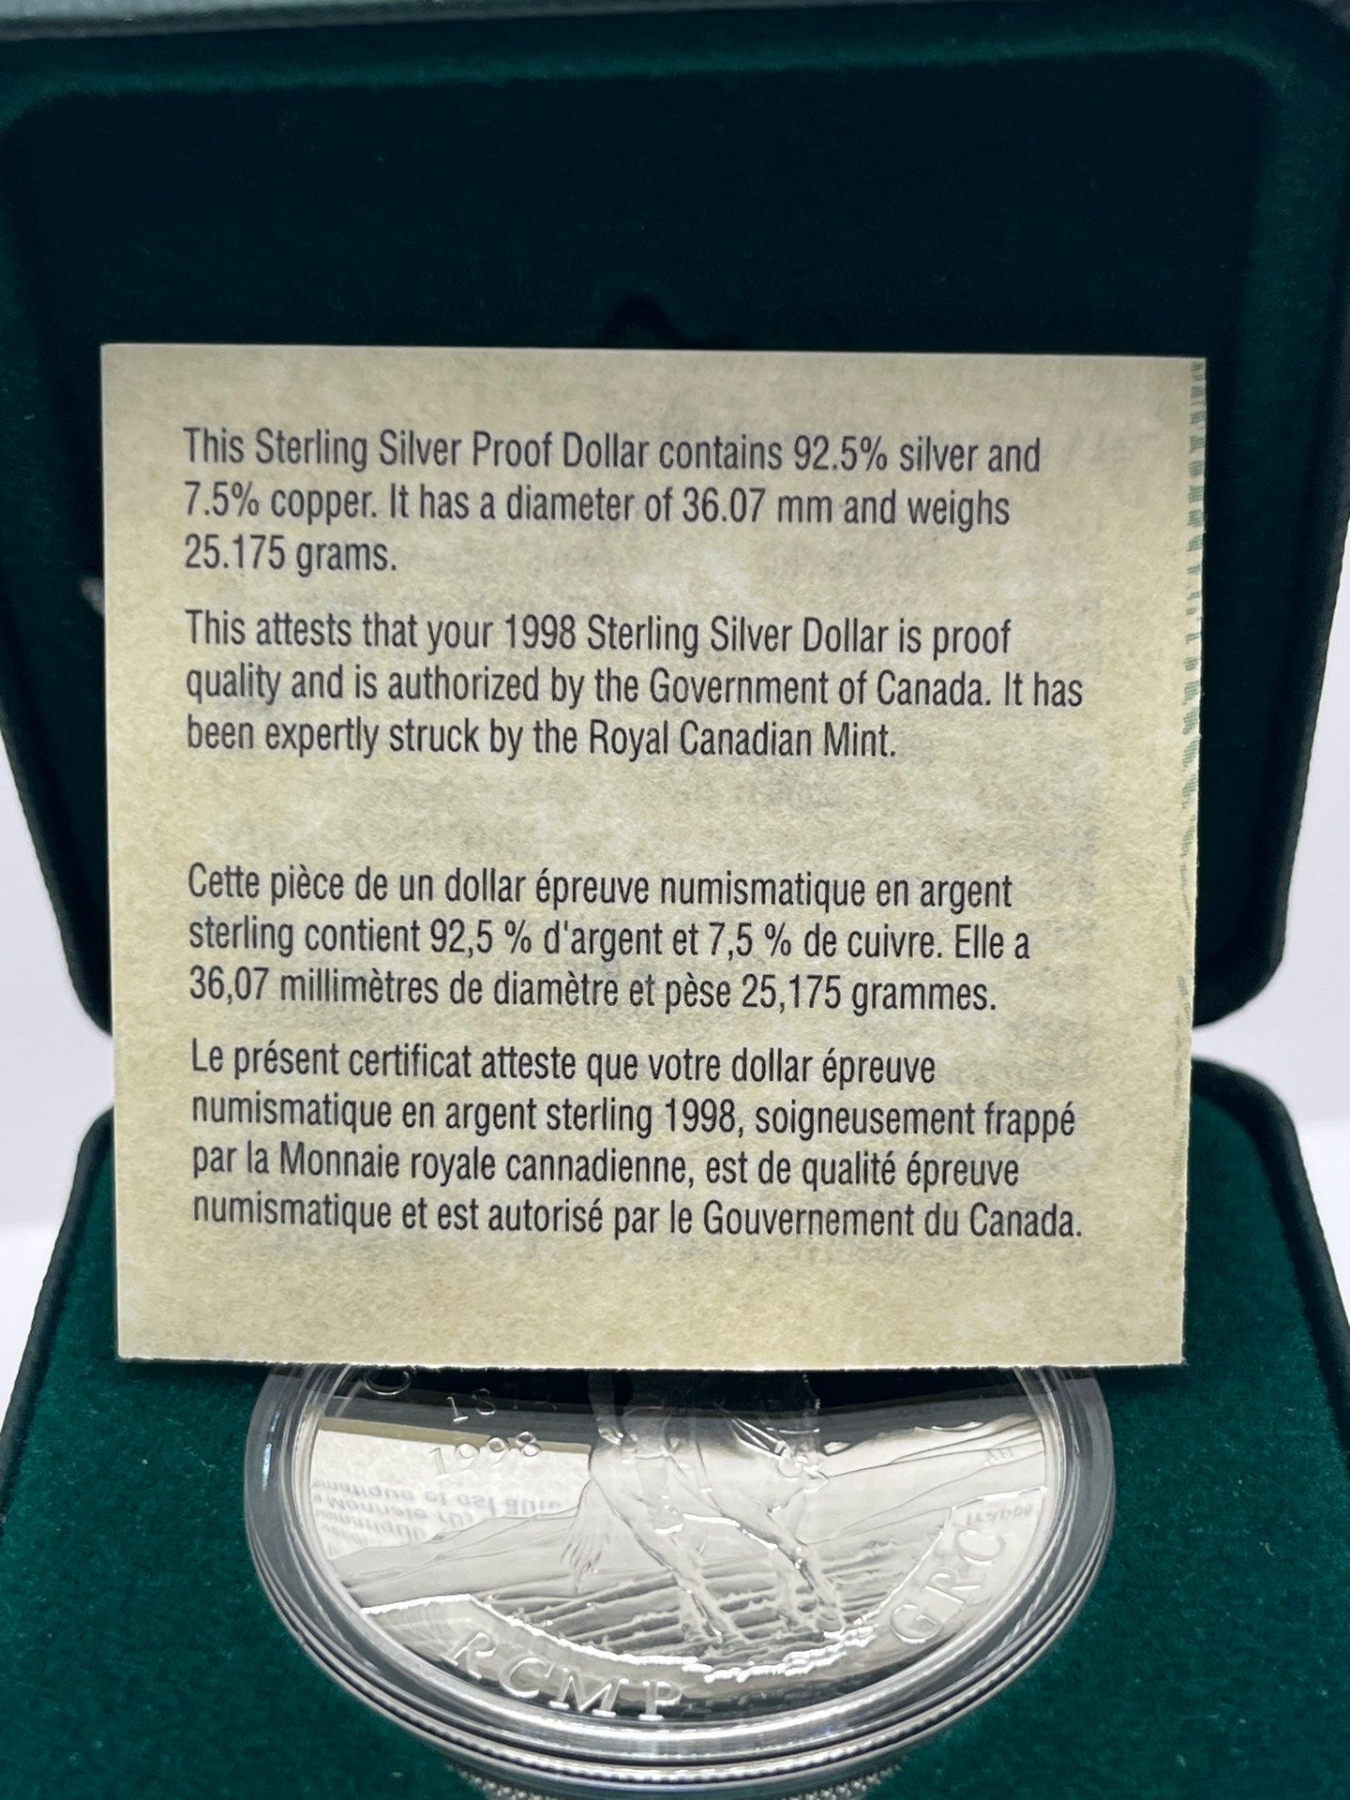 This Sterling Silver Proof Dollar contains 92.5% silver and
7.5% copper. It has a diameter of 36.07 mm and weighs
25.175 grams.
This attests that your 1998 Sterling Silver Dollar is proof
quality and is authorized by the Government of Canada. It has
been expertly struck by the Royal Canadian Mint.
Cette pièce de un dollar épreuve numismatique en argent
sterling contient 92,5 % d'argent et 7,5 % de cuivre. Elle a
36,07 millimètres de diamètre et pèse 25,175 grammes.
Le présent certificat atteste que votre dollar épreuve
numismatique en argent sterling 1998, soigneusement frappé
par la Monnaie royale cannadienne, est de qualité épreuve
numismatique et est autorisé par le Gouvernement du Canada.
1998
RCMP GRC